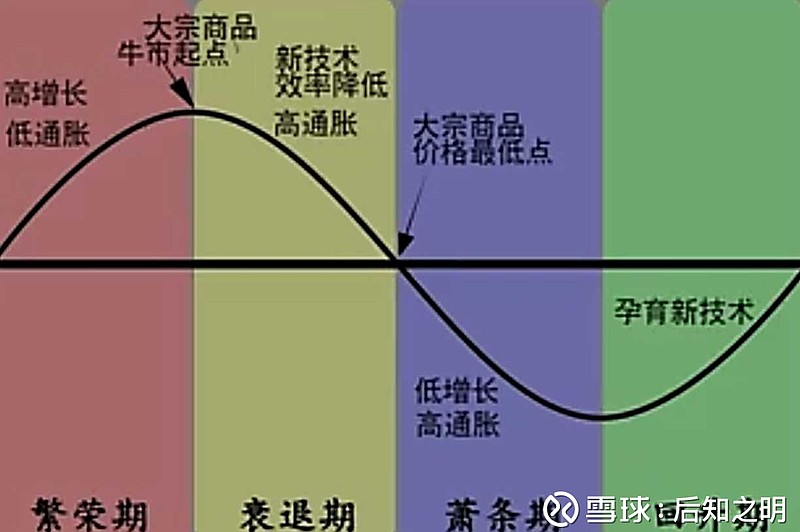 大宗商品
牛市起点
高增长
低通胀
新技术
效率降低
高通胀
大宗商品
价格最低点
低增长
高通胀
孕育新技术
繁荣期
衰退期
萧条期
雪球:后知之明